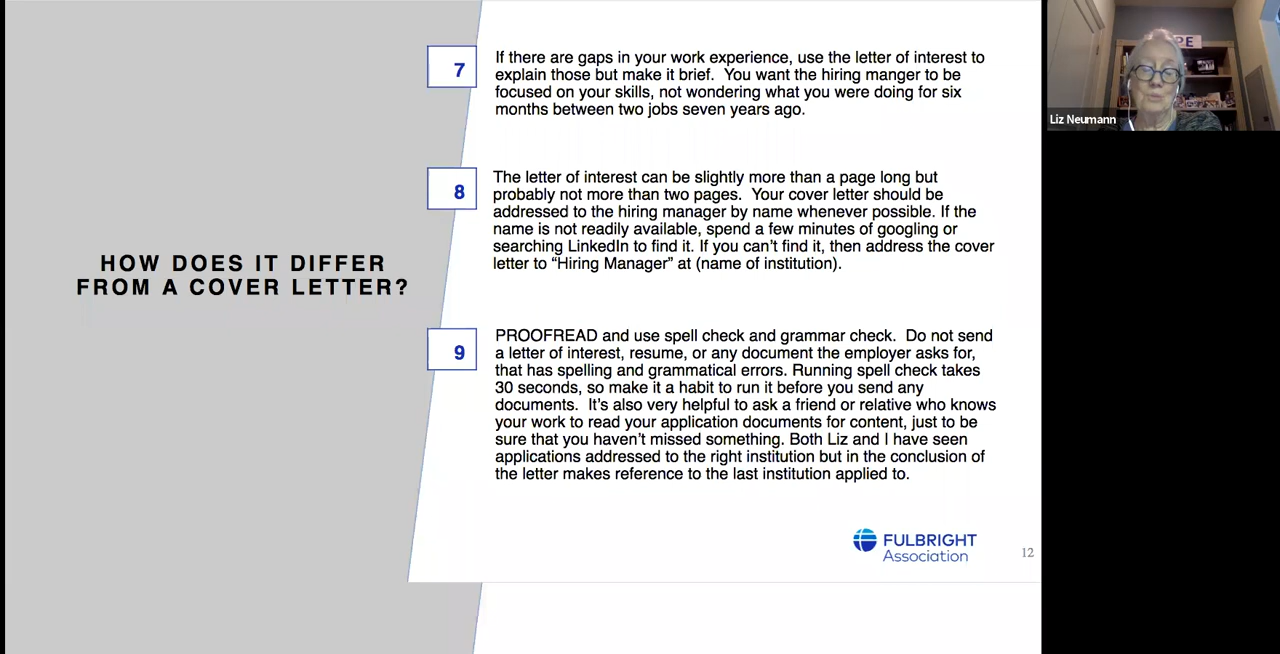 HOW DOES IT DIFFER
FROM A COVER LETTER?
7
If there are gaps in your work experience, use the letter of interest to
explain those but make it brief.  You want the hiring manger to be
focused on your skills, not wondering what you were doing for six
months between two jobs seven years ago.
8
The letter of interest can be slightly more than a page long but
probably not more than two pages.  Your cover letter should be
addressed to the hiring manager by name whenever possible. If the
name is not readily available, spend a few minutes of googling or
searching LinkedIn to find it. If you can’t find it, then address the cover
letter to “Hiring Manager” at (name of institution).
9
PROOFREAD and use spell check and grammar check.  Do not send
a letter of interest, resume, or any document the employer asks for,
that has spelling and grammatical errors. Running spell check takes
30 seconds, so make it a habit to run it before you send any
documents.  It’s also very helpful to ask a friend or relative who knows
your work to read your application documents for content, just to be
sure that you haven’t missed something. Both Liz and I have seen
applications addressed to the right institution but in the conclusion of
the letter makes reference to the last institution applied to.
FULBRIGHT
Association
12
Liz Neumann